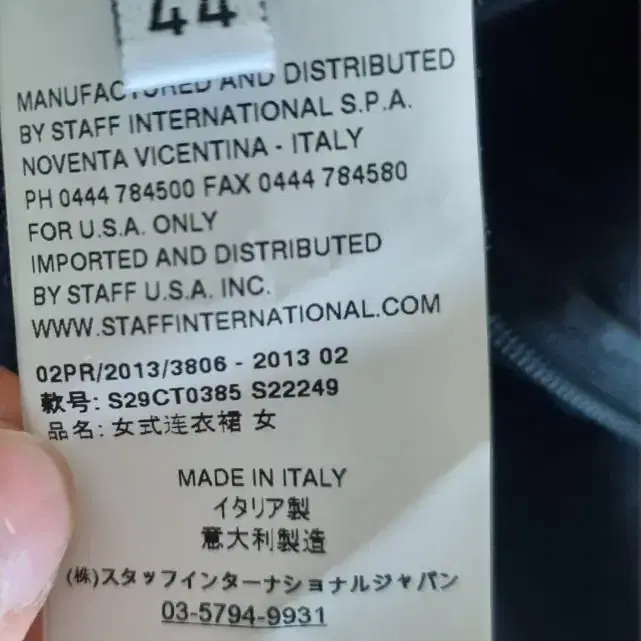 44
MANUFACTURED AND DISTRIBUTED
BY STAFF INTERNATIONAL S.P.A.
NOVENTA VICENTINA - ITALY
PH 0444 784500 FAX 0444 784580
FOR U.S.A. ONLY
IMPORTED AND DISTRIBUTED
BY STAFF U.S.A. INC.
WWW.STAFFINTERNATIONAL.COM
02PR/2013/3806 - 2013 02
款号: S29CT0385 S22249
品名: 女式连衣裙 女
MADE IN ITALY
イタリア製
意大利製造
(株)スタッフインターナショナルジャパン
03-5794-9931